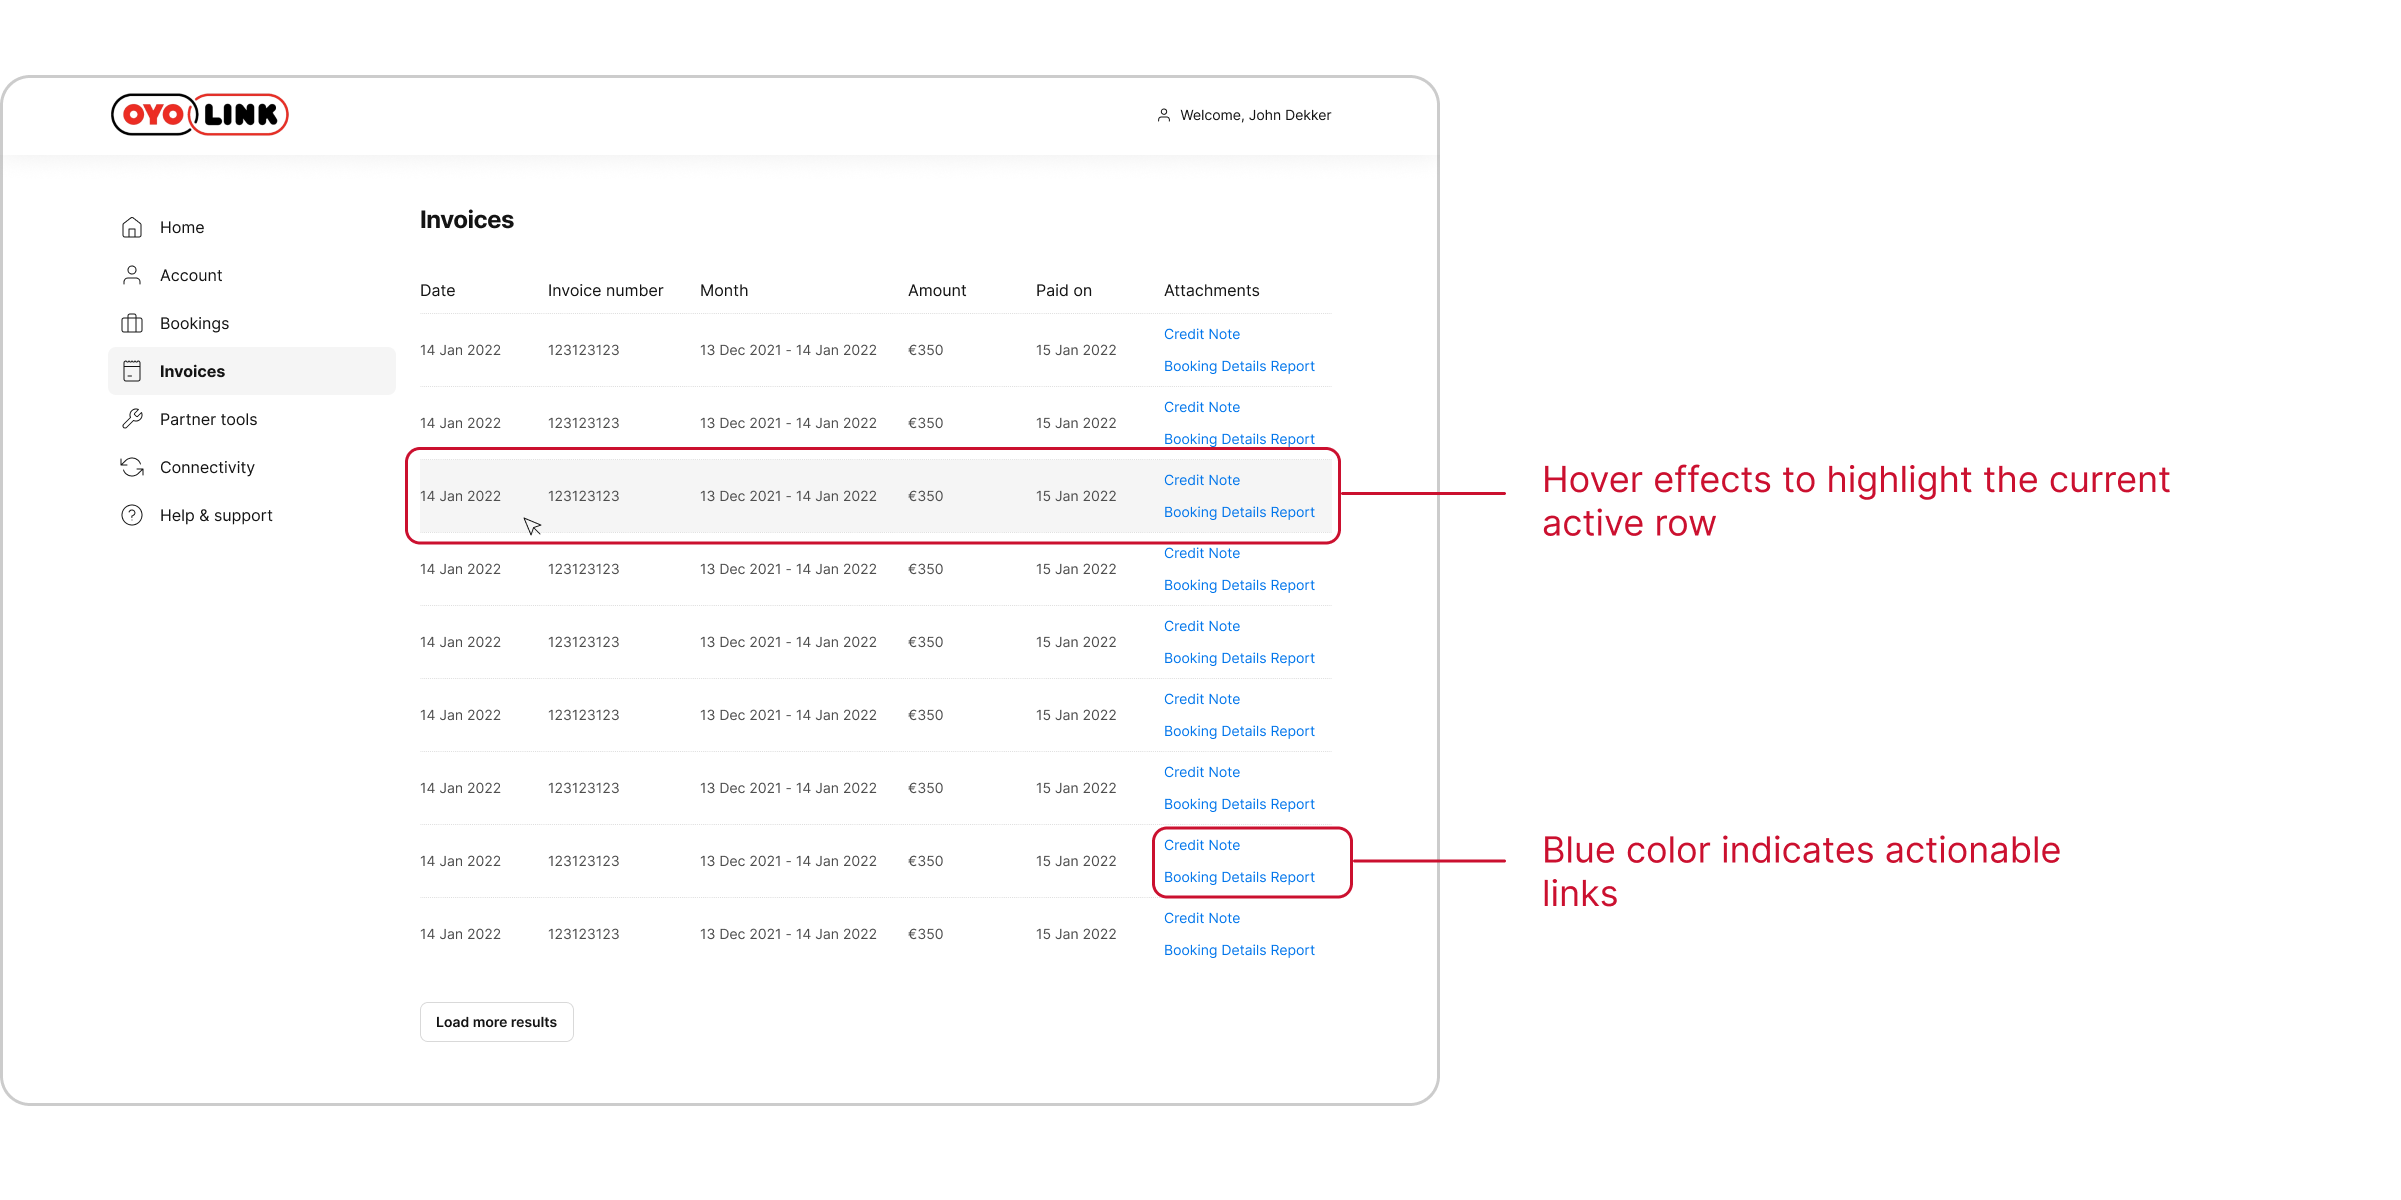 OYO LINK
Welcome, John Dekker
Home
Account
Bookings
Invoices
Partner tools
Connectivity
Help & support
Invoices
Date Invoice number Month Amount Paid on Attachments
14 Jan 2022 123123123 13 Dec 2021 - 14 Jan 2022 €350 15 Jan 2022 Credit Note
Booking Details Report
14 Jan 2022 123123123 13 Dec 2021 - 14 Jan 2022 €350 15 Jan 2022 Credit Note
Booking Details Report
14 Jan 2022 123123123 13 Dec 2021 - 14 Jan 2022 €350 15 Jan 2022 Credit Note
Booking Details Report
14 Jan 2022 123123123 13 Dec 2021 - 14 Jan 2022 €350 15 Jan 2022 Credit Note
Booking Details Report
14 Jan 2022 123123123 13 Dec 2021 - 14 Jan 2022 €350 15 Jan 2022 Credit Note
Booking Details Report
14 Jan 2022 123123123 13 Dec 2021 - 14 Jan 2022 €350 15 Jan 2022 Credit Note
Booking Details Report
14 Jan 2022 123123123 13 Dec 2021 - 14 Jan 2022 €350 15 Jan 2022 Credit Note
Booking Details Report
14 Jan 2022 123123123 13 Dec 2021 - 14 Jan 2022 €350 15 Jan 2022 Credit Note
Booking Details Report
14 Jan 2022 123123123 13 Dec 2021 - 14 Jan 2022 €350 15 Jan 2022 Credit Note
Booking Details Report
Load more results
Hover effects to highlight the current
active row
Blue color indicates actionable
links